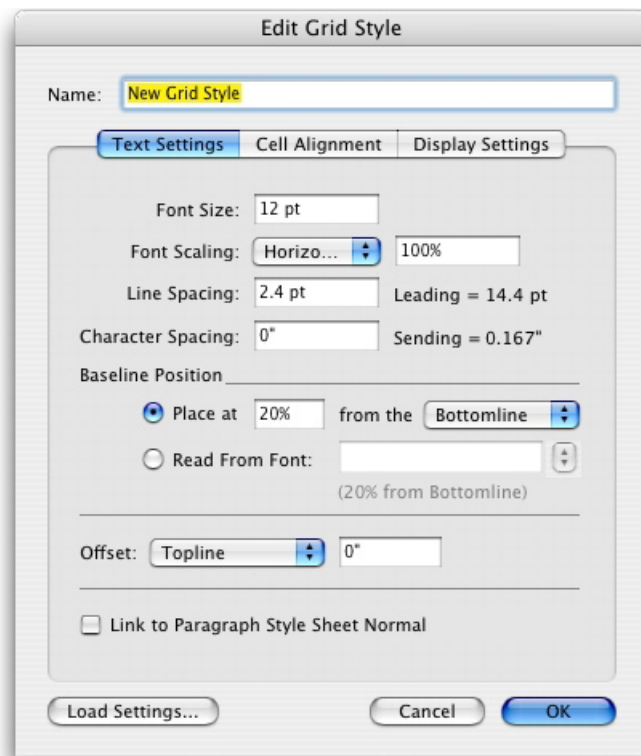 Edit Grid Style
Name: New Grid Style
Text Settings Cell Alignment Display Settings
Font Size: 12 pt
Font Scaling: Horizo... 100%
Line Spacing: 2.4 pt Leading = 14.4 pt
Character Spacing: 0" Sending = 0.167"
Baseline Position
Place at 20% from the Bottomline
Read From Font:
(20% from Bottomline)
Offset: Topline 0"
Link to Paragraph Style Sheet Normal
Load Settings... Cancel OK